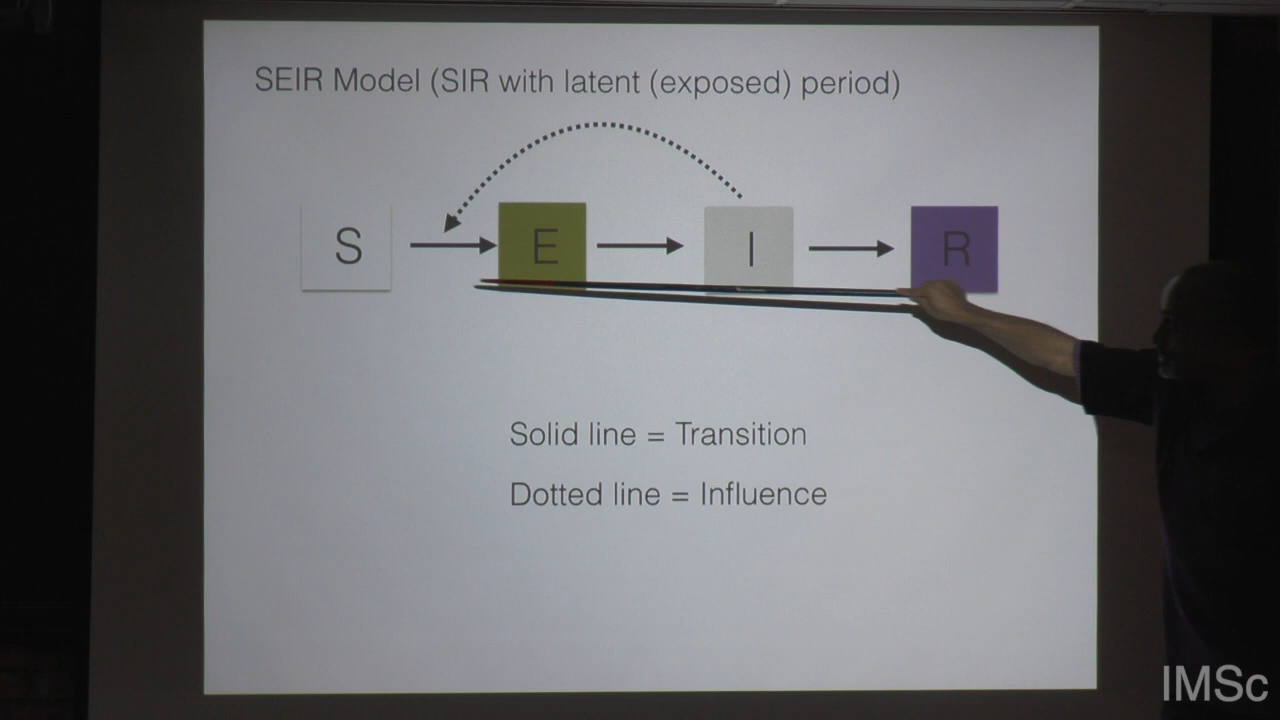 SEIR Model (SIR with latent (exposed) period)
S E I R
Solid line = Transition
Dotted line = Influence
IMSc